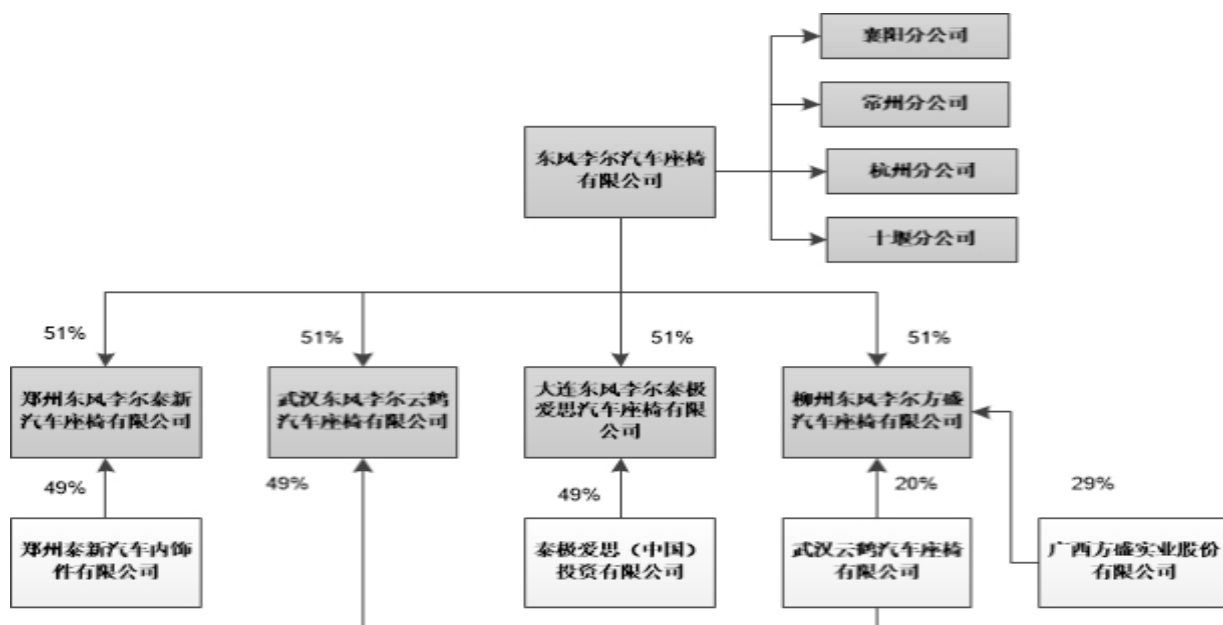 襄阳分公司
常州分公司
东风李尔汽车座椅
有限公司
杭州分公司
十堰分公司
51%
51%
51%
51%
郑州东风李尔泰新
汽车座椅有限公司
武汉东风李尔云鹤
汽车座椅有限公司
大连东风李尔泰极
爱思汽车座椅有限
公司
柳州东风李尔方盛
汽车座椅有限公司
49%
49%
49%
20%
29%
郑州泰新汽车内饰
件有限公司
泰极爱思（中国）
投资有限公司
武汉云鹤汽车座椅
有限公司
广西方盛实业股份
有限公司